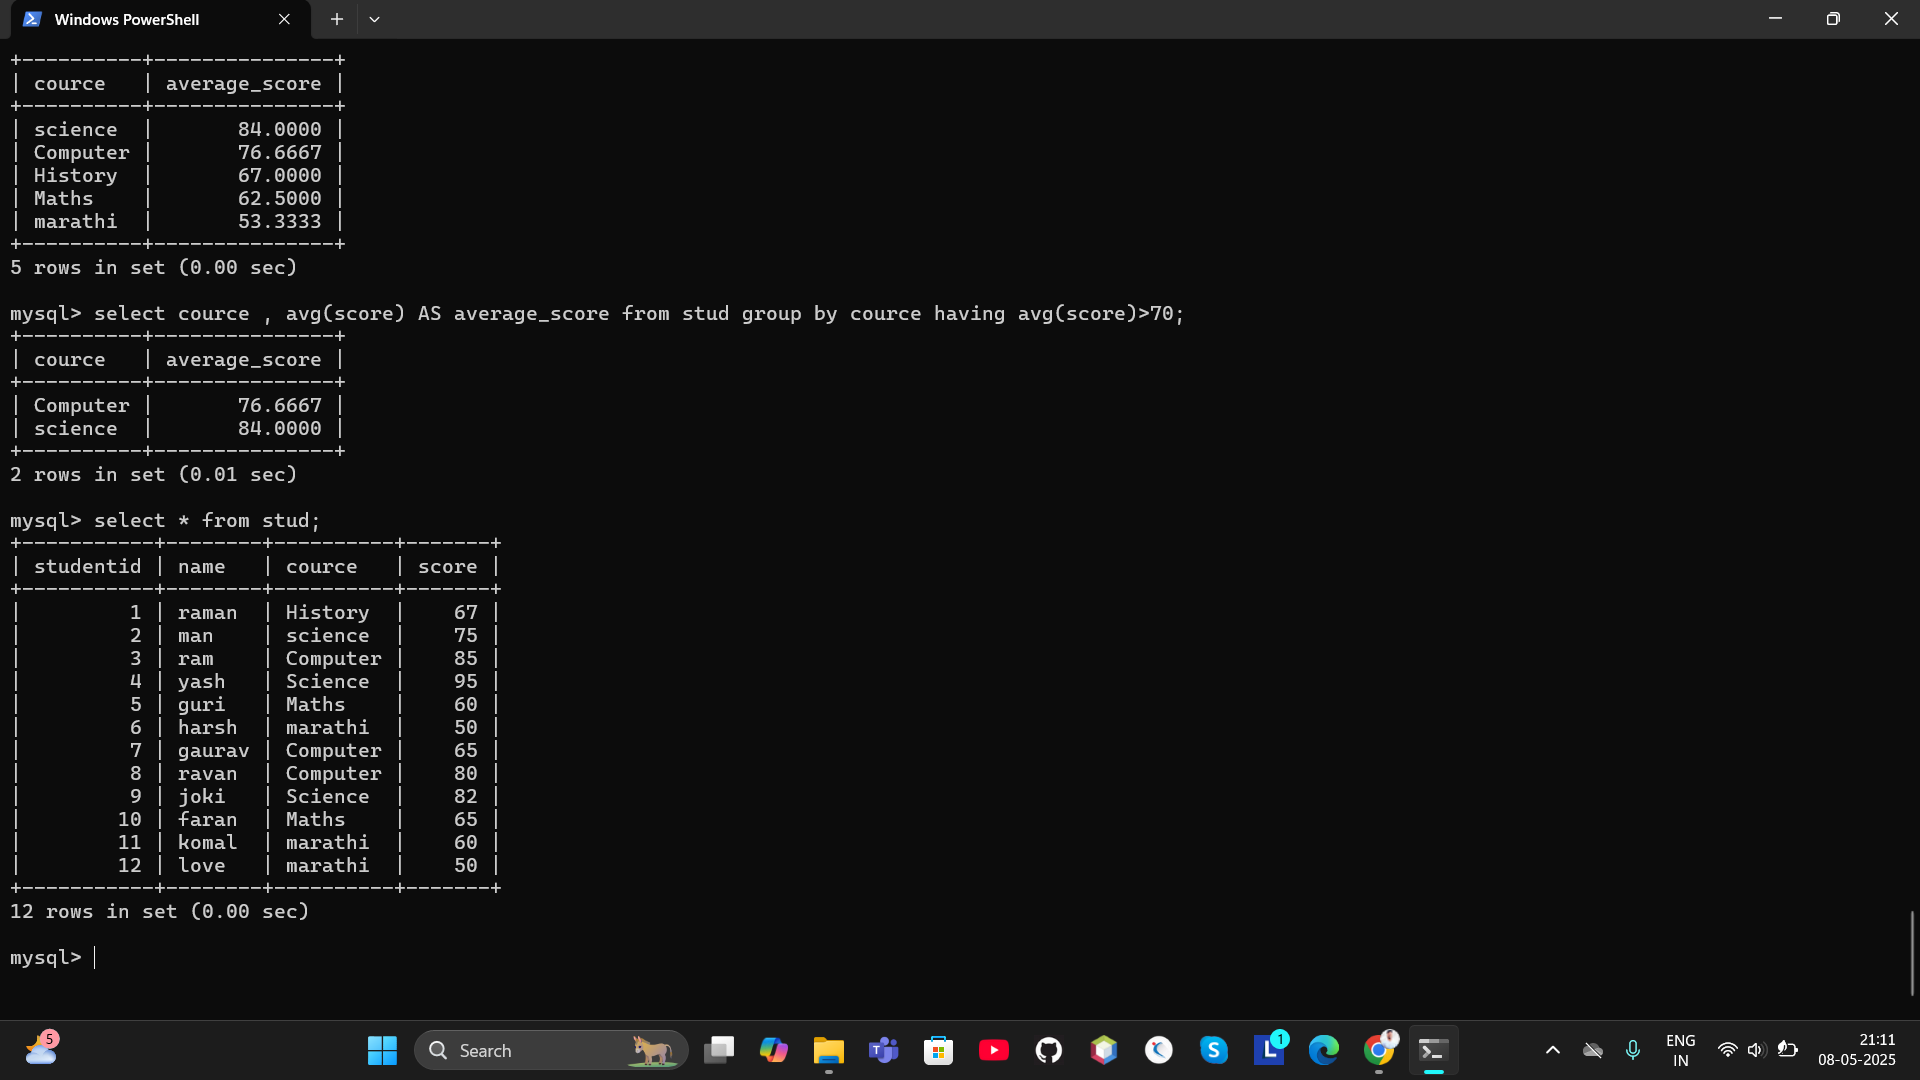 Windows PowerShell
+----------+---------------+
| cource   | average_score |
+----------+---------------+
| science  |       84.0000 |
| Computer |       76.6667 |
| History  |       67.0000 |
| Maths    |       62.5000 |
| marathi  |       53.3333 |
+----------+---------------+
5 rows in set (0.00 sec)
mysql> select cource , avg(score) AS average_score from stud group by cource having avg(score)>70;
+----------+---------------+
| cource   | average_score |
+----------+---------------+
| Computer |       76.6667 |
| science  |       84.0000 |
+----------+---------------+
2 rows in set (0.01 sec)
mysql> select * from stud;
+-----------+--------+----------+-------+
| studentid | name   | cource   | score |
+-----------+--------+----------+-------+
|         1 | raman  | History  |    67 |
|         2 | man    | science  |    75 |
|         3 | ram    | Computer |    85 |
|         4 | yash   | Science  |    95 |
|         5 | guri   | Maths    |    60 |
|         6 | harsh  | marathi  |    50 |
|         7 | gaurav | Computer |    65 |
|         8 | ravan  | Computer |    80 |
|         9 | joki   | Science  |    82 |
|        10 | faran  | Maths    |    65 |
|        11 | komal  | marathi  |    60 |
|        12 | love   | marathi  |    50 |
+-----------+--------+----------+-------+
12 rows in set (0.00 sec)
mysql>
5
Search
T
S
L
1
ENG
IN
21:11
08-05-2025